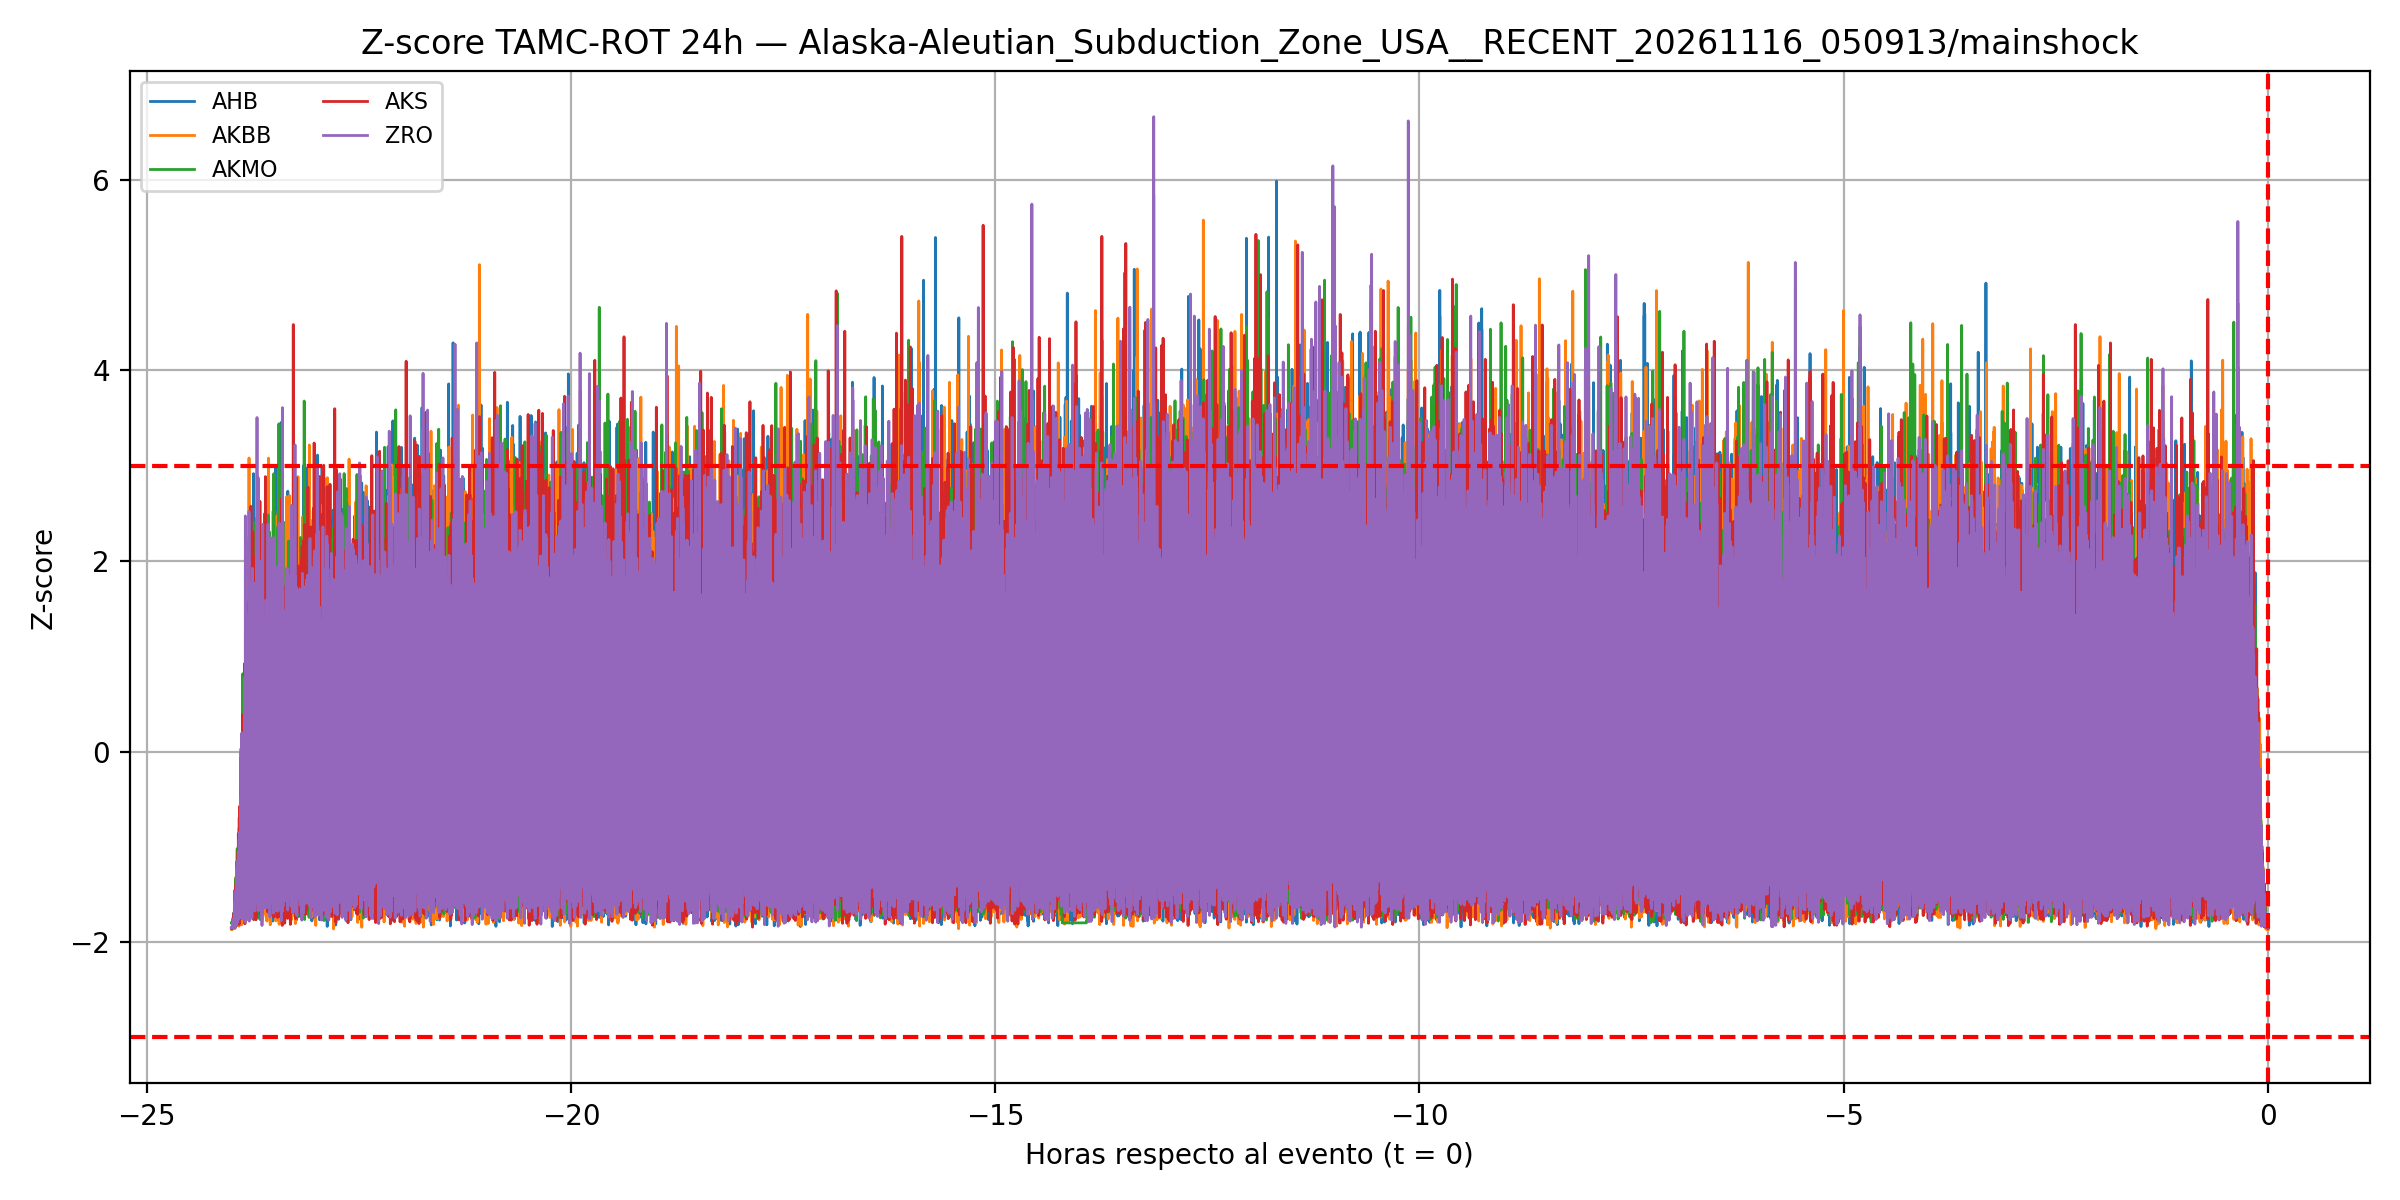 Z-score TAMC-ROT 24h — Alaska-Aleutian_Subduction_Zone_USA__RECENT_20261116_050913/mainshock
AHB
AKBB
AKMO
AKS
ZRO
6
4
2
0
−2
Z-score
−25
−20
−15
−10
−5
0
Horas respecto al evento (t = 0)